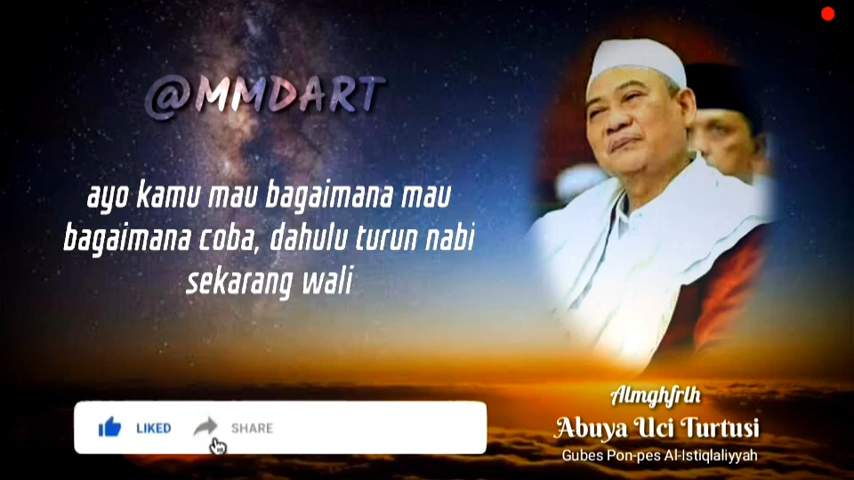 @MMDART
ayo kamu mau bagaimana mau
bagaimana coba, dahulu turun nabi
sekarang wali
LIKED SHARE
Almghfrlh
Abuya Uci Turtusi
Gubes Pon-pes Al-Istiqlaliyyah